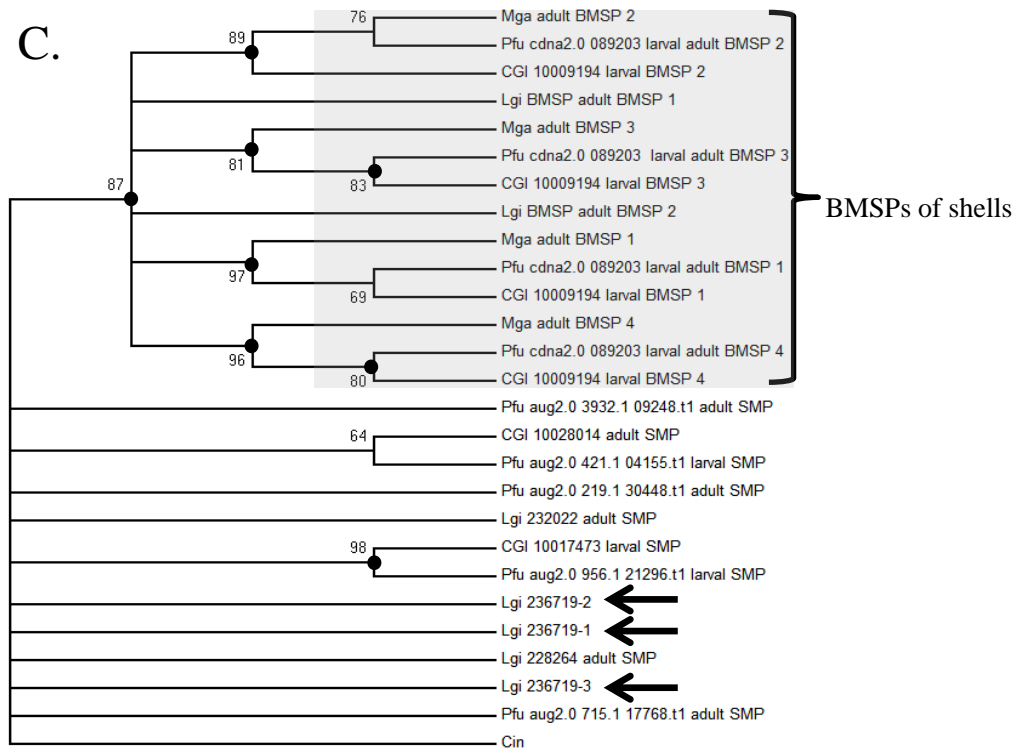 C.
76
Mga adult BMSP 2
89
Pfu cdna2.0 089203 larval adult BMSP 2
CGI 10009194 larval BMSP 2
Lgi BMSP adult BMSP 1
Mga adult BMSP 3
81
Pfu cdna2.0 089203 larval adult BMSP 3
83
CGI 10009194 larval BMSP 3
87
Lgi BMSP adult BMSP 2
BMSPs of shells
Mga adult BMSP 1
97
Pfu cdna2.0 089203 larval adult BMSP 1
69
CGI 10009194 larval BMSP 1
Mga adult BMSP 4
96
Pfu cdna2.0 089203 larval adult BMSP 4
80
CGI 10009194 larval BMSP 4
Pfu aug2.0 3932.1 09248.t1 adult SMP
64
CGI 10028014 adult SMP
Pfu aug2.0 421.1 04155.t1 larval SMP
Pfu aug2.0 219.1 30448.t1 adult SMP
Lgi 232022 adult SMP
98
CGI 10017473 larval SMP
Pfu aug2.0 956.1 21296.t1 larval SMP
Lgi 236719-2
Lgi 236719-1
Lgi 228264 adult SMP
Lgi 236719-3
Pfu aug2.0 715.1 17768.t1 adult SMP
Cin